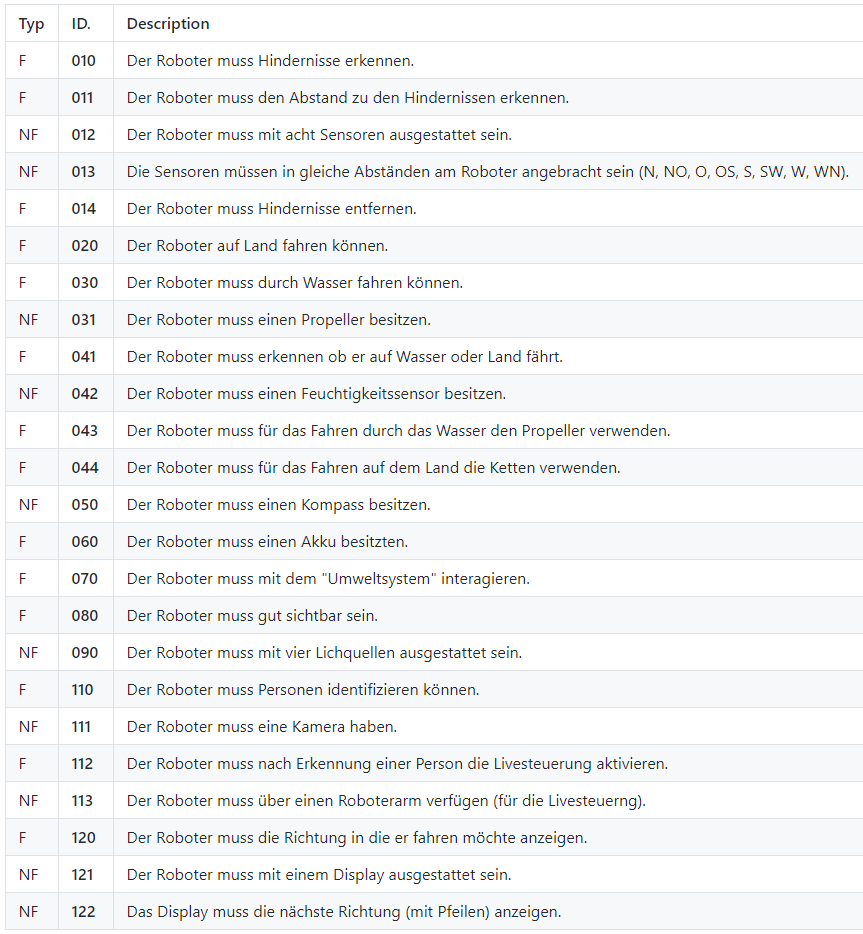 Typ ID. Description
F 010 Der Roboter muss Hindernisse erkennen.
F 011 Der Roboter muss den Abstand zu den Hindernissen erkennen.
NF 012 Der Roboter muss mit acht Sensoren ausgestattet sein.
NF 013 Die Sensoren müssen in gleiche Abständen am Roboter angebracht sein (N, NO, O, OS, S, SW, W, WN).
F 014 Der Roboter muss Hindernisse entfernen.
F 020 Der Roboter auf Land fahren können.
F 030 Der Roboter muss durch Wasser fahren können.
NF 031 Der Roboter muss einen Propeller besitzen.
F 041 Der Roboter muss erkennen ob er auf Wasser oder Land fährt.
NF 042 Der Roboter muss einen Feuchtigkeitssensor besitzen.
F 043 Der Roboter muss für das Fahren durch das Wasser den Propeller verwenden.
F 044 Der Roboter muss für das Fahren auf dem Land die Ketten verwenden.
NF 050 Der Roboter muss einen Kompass besitzen.
F 060 Der Roboter muss einen Akku besitzten.
F 070 Der Roboter muss mit dem "Umweltsystem" interagieren.
F 080 Der Roboter muss gut sichtbar sein.
NF 090 Der Roboter muss mit vier Lichquellen ausgestattet sein.
F 110 Der Roboter muss Personen identifizieren können.
NF 111 Der Roboter muss eine Kamera haben.
F 112 Der Roboter muss nach Erkennung einer Person die Livesteuerung aktivieren.
NF 113 Der Roboter muss über einen Roboterarm verfügen (für die Livesteuerng).
F 120 Der Roboter muss die Richtung in die er fahren möchte anzeigen.
NF 121 Der Roboter muss mit einem Display ausgestattet sein.
NF 122 Das Display muss die nächste Richtung (mit Pfeilen) anzeigen.